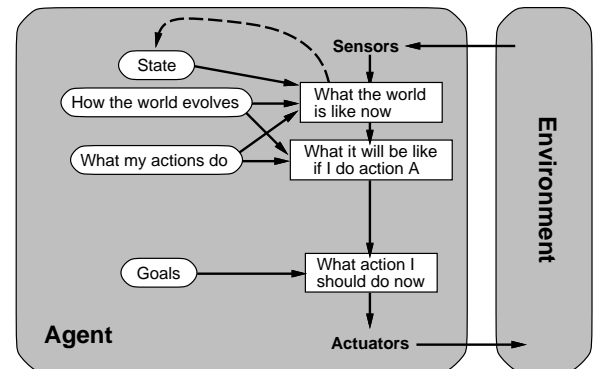 Sensors
State
How the world evolves
What the world
is like now
What my actions do
What it will be like
if I do action A
Goals
What action I
should do now
Agent
Actuators
Environment